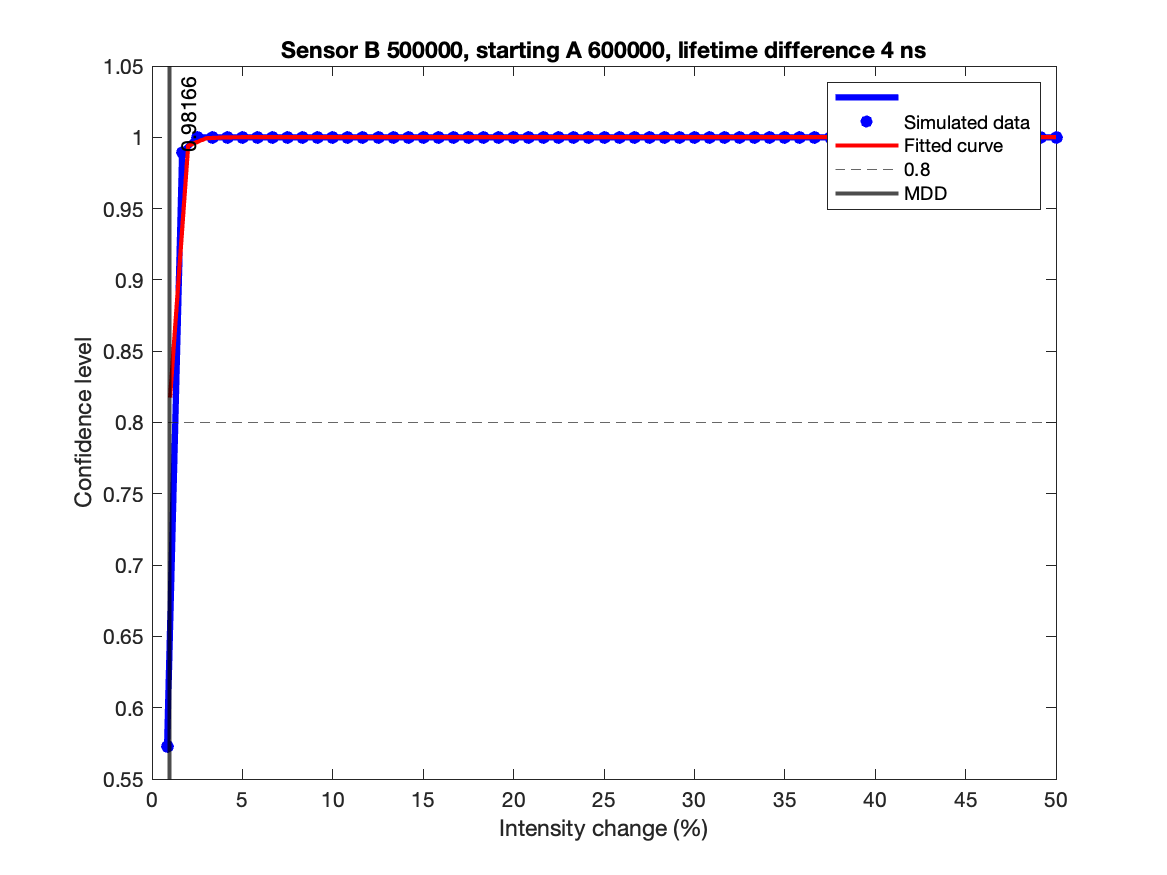 Sensor B 500000, starting A 600000, lifetime difference 4 ns
1.05
1
0.95
0.9
0.85
0.8
0.75
0.7
0.65
0.6
0.55
Confidence level
0.98166
Simulated data
Fitted curve
0.8
MDD
0 5 10 15 20 25 30 35 40 45 50
Intensity change (%)